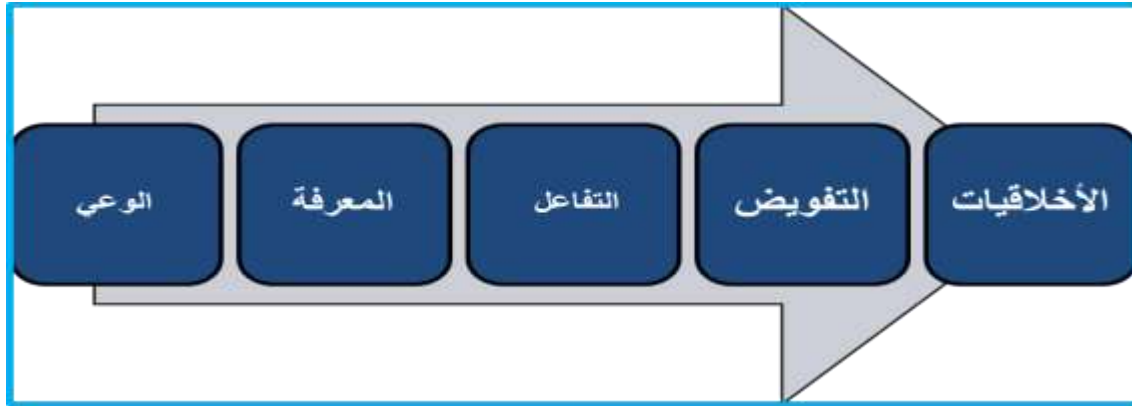 الوعي
المعرفة
التفاعل
التفويض
الأخلاقيات